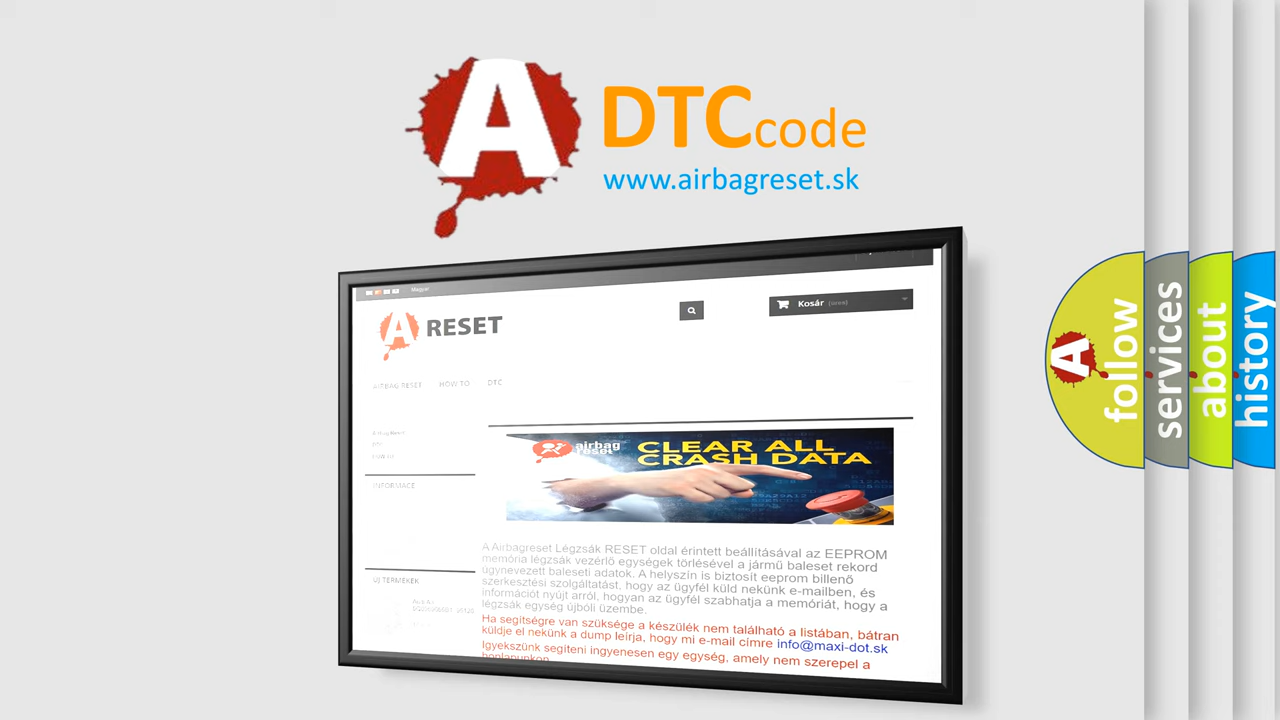 A DTC code
www.airbagreset.sk
Magyar
A RESET
Kosár (üres)
AIRBAG RESET HOW TO DTC
INFORMACE
airbag reset CLEAR ALL CRASH DATA
A Airbagreset Légzsák RESET oldal érintett beállításával az EEPROM
memória légzsák vezérlő egységek törlésével a jármű baleset rekord
úgynevezett baleseti adatok. A helyszín is biztosít eeprom billenő
szerkesztési szolgáltatást, hogy az ügyfél küld nekünk e-mailben, és
információt nyújt arról, hogyan az ügyfél szabhatja a memóriát, hogy a
légzsák egység újbóli üzembe.
Ha segítségre van szüksége a készülék nem található a listában, bátran
küldje el nekünk a dump leírja, hogy mi e-mail címre info@maxi-dot.sk
Igyekszünk segíteni ingyenesen egy egység, amely nem szerepel a
honlapunkon
ÚJ TERMÉKEK
A follow
services
about
history